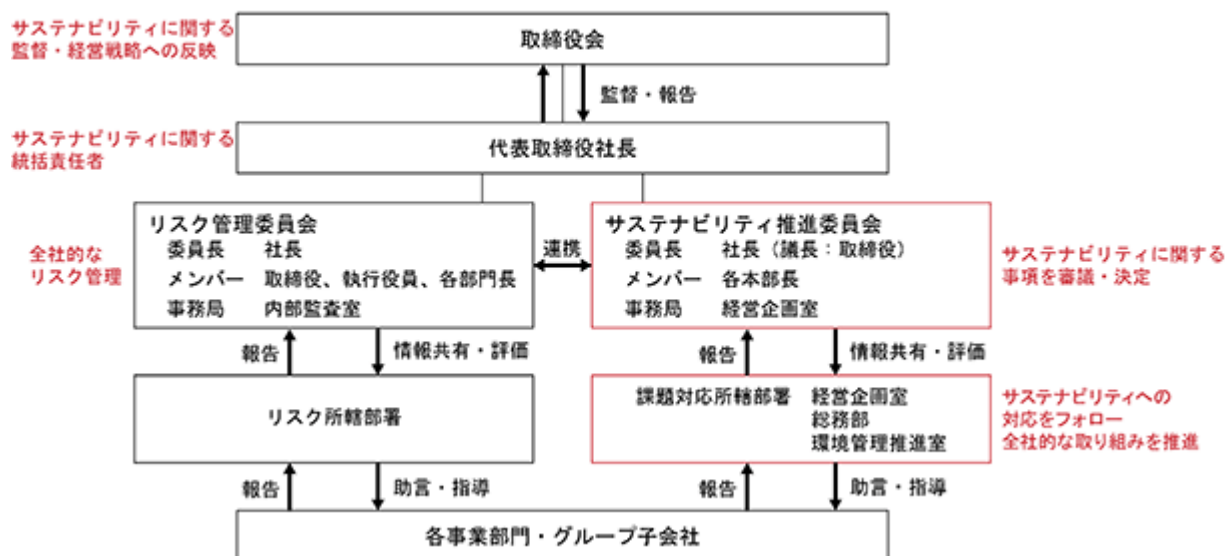 サステナビリティに関する
監督・経営戦略への反映
取締役会
監督・報告
サステナビリティに関する
統括責任者
代表取締役社長
全社的な
リスク管理
リスク管理委員会
委員長 社長
メンバー 取締役、執行役員、各部門長
事務局 内部監査室
連携
サステナビリティ推進委員会
委員長 社長（議長：取締役）
メンバー 各本部長
事務局 経営企画室
サステナビリティに関する
事項を審議・決定
報告
情報共有・評価
報告
情報共有・評価
リスク所轄部署
課題対応所轄部署 経営企画室
総務部
環境管理推進室
サステナビリティへの
対応をフォロー
全社的な取り組みを推進
報告
助言・指導
報告
助言・指導
各事業部門・グループ子会社